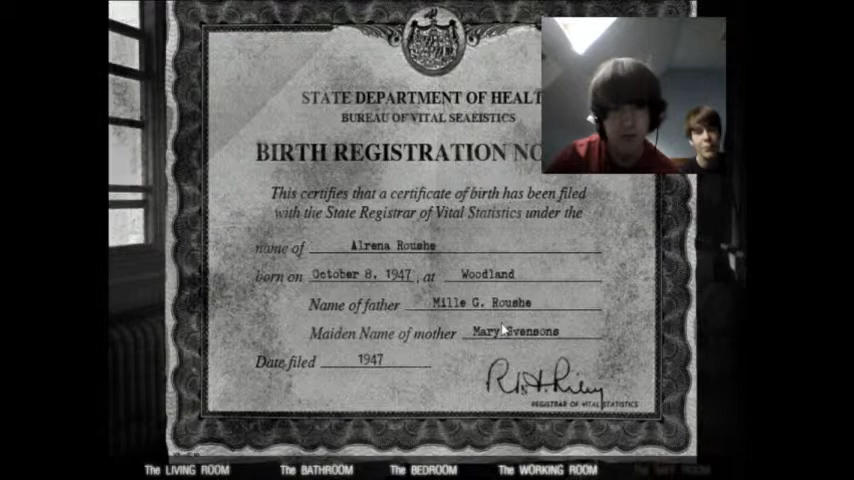 STATE DEPARTMENT OF HEALT
BUREAU OF VITAL SEAEISTICS
BIRTH REGISTRATION NO
This certifies that a certificate of birth has been filed
with the State Registrar of Vital Statistics under the
name of Alrena Roushe
born on October 8, 1947, at Woodland
Name of father Mille G. Roushe
Maiden Name of mother Mary Svensons
Date filed 1947
REGISTRAR OF VITAL STATISTICS
The LIVING ROOM The BATHROOM The BEDROOM The WORKING ROOM